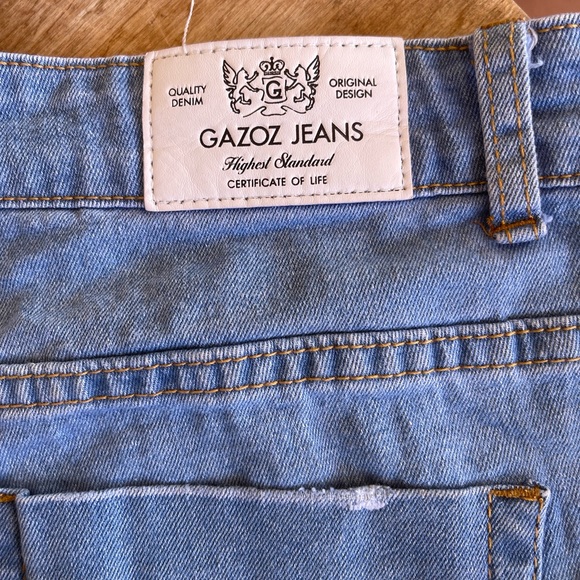 QUALITY
DENIM
G
ORIGINAL
DESIGN
GAZOZ JEANS
Highest Standard
CERTIFICATE OF LIFE